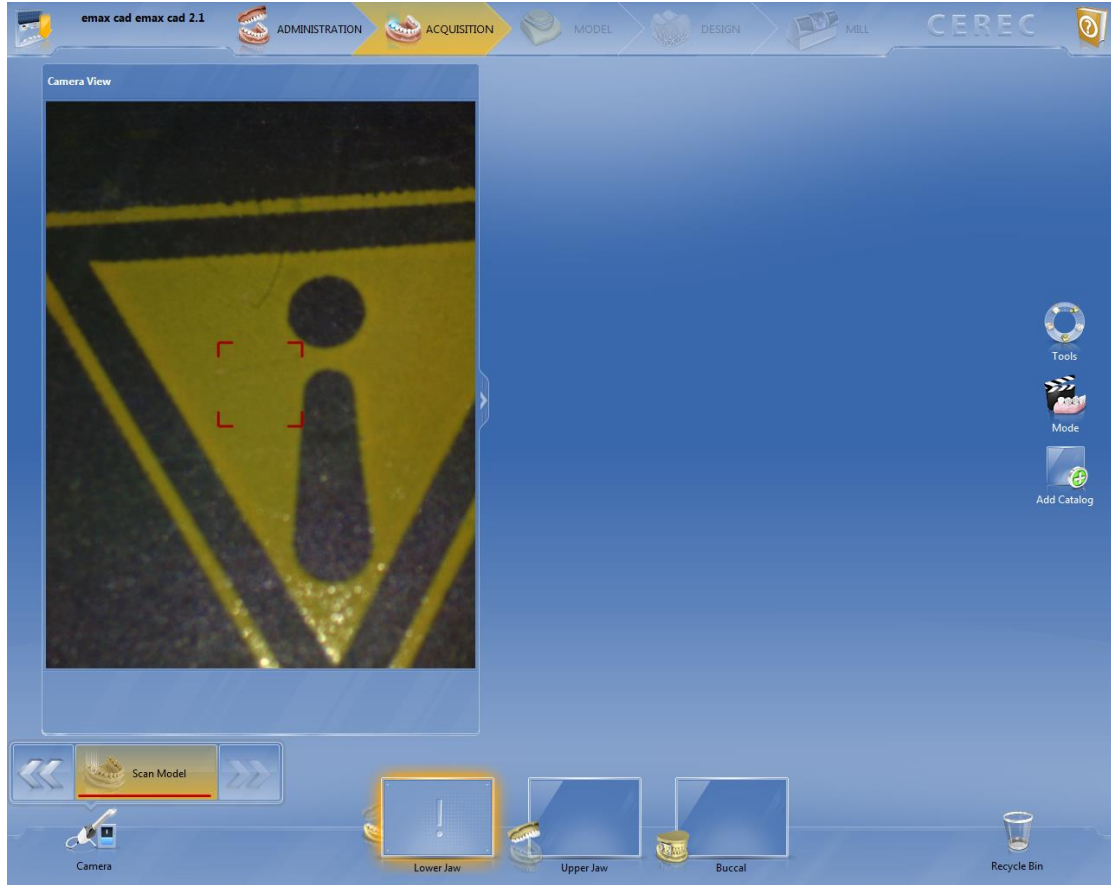 emax cad emax cad 2.1
ADMINISTRATION
ACQUISITION
MODEL
DESIGN
MILL
CEREC
Camera View
Tools
Mode
Add Catalog
Scan Model
Camera
Lower Jaw
Upper Jaw
Buccal
Recycle Bin